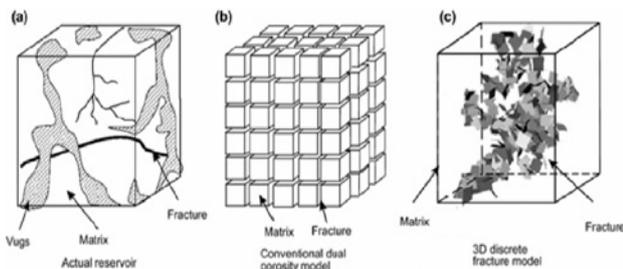 (a)
Fracture
Vugs
Matrix
Actual reservoir
(b)
Matrix
Fracture
Conventional dual
porosity model
(c)
Matrix
Fracture
3D discrete
fracture model